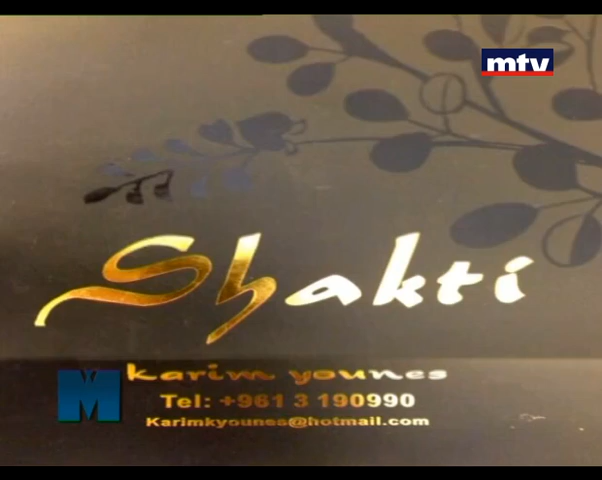 mtv
Shakti
karim younes
M
Tel: +961 3 190990
Karimkyounes@hotmail.com